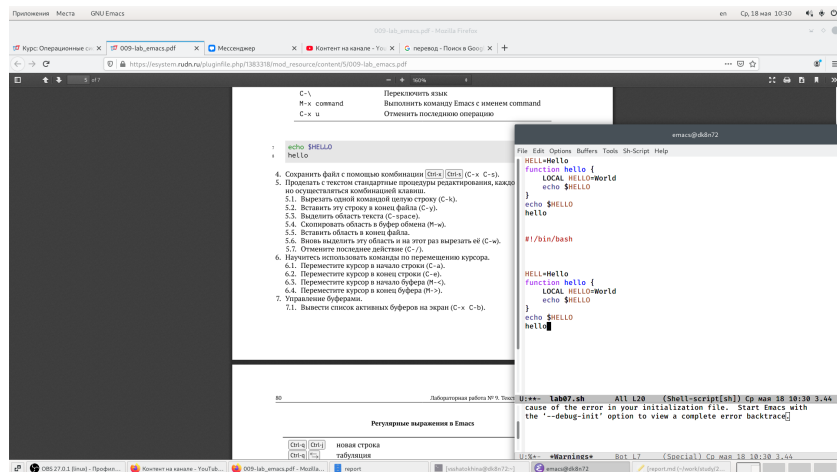 Приложения Места GNU Emacs
en Ср, 18 мая 10:30
009-lab_emacs.pdf - Mozilla Firefox
Курс: Операционные си
009-lab_emacs.pdf
Мессенджер
Контент на канале - You
перевод - Поиск в Goog
https://esystem.rudn.ru/pluginfile.php/1383318/mod_resource/content/5/009-lab_emacs.pdf
5 из 7
160%
C-\ Переключить язык
M-x command Выполнить команду Emacs с именем command
C-x u Отменить последнюю операцию
7 echo $HELLO
8 hello
4. Сохранить файл с помощью комбинации Ctrl-x Ctrl-s (C-x C-s).
5. Проделать с текстом стандартные процедуры редактирования, каждо
но осуществляться комбинацией клавиш.
5.1. Вырезать одной командой целую строку (C-k).
5.2. Вставить эту строку в конец файла (C-y).
5.3. Выделить область текста (C-space).
5.4. Скопировать область в буфер обмена (M-w).
5.5. Вставить область в конец файла.
5.6. Вновь выделить эту область и на этот раз вырезать её (C-w).
5.7. Отмените последнее действие (C-/).
6. Научитесь использовать команды по перемещению курсора.
6.1. Переместите курсор в начало строки (C-a).
6.2. Переместите курсор в конец строки (C-e).
6.3. Переместите курсор в начало буфера (M-<).
6.4. Переместите курсор в конец буфера (M->).
7. Управление буферами.
7.1. Вывести список активных буферов на экран (C-x C-b).
80 Лабораторная работа № 9. Текст
Регулярные выражения в Emacs
Ctrl-q Ctrl-j новая строка
Ctrl-q табуляция
emacs@dk8n72
File Edit Options Buffers Tools Sh-Script Help
HELL=Hello
function hello {
LOCAL HELLO=World
echo $HELLO
}
echo $HELLO
hello
#!/bin/bash
HELL=Hello
function hello {
LOCAL HELLO=World
echo $HELLO
}
echo $HELLO
hello
U:**- lab07.sh All L20 (Shell-script[sh]) Ср мая 18 10:30 3.44
cause of the error in your initialization file. Start Emacs with
the '--debug-init' option to view a complete error backtrace.
U:%*- *Warnings* Bot L7 (Special) Ср мая 18 10:30 3.44
OBS 27.0.1 (linux) - Профил...
Контент на канале - YouTub...
009-lab_emacs.pdf - Mozilla...
report
emacs@dk8n72